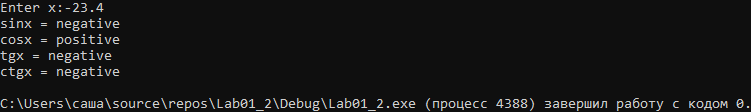 Enter x:-23.4
sinx = negative
cosx = positive
tgx = negative
ctgx = negative
C:\Users\саша\source\repos\Lab01_2\Debug\Lab01_2.exe (процесс 4388) завершил работу с кодом 0.